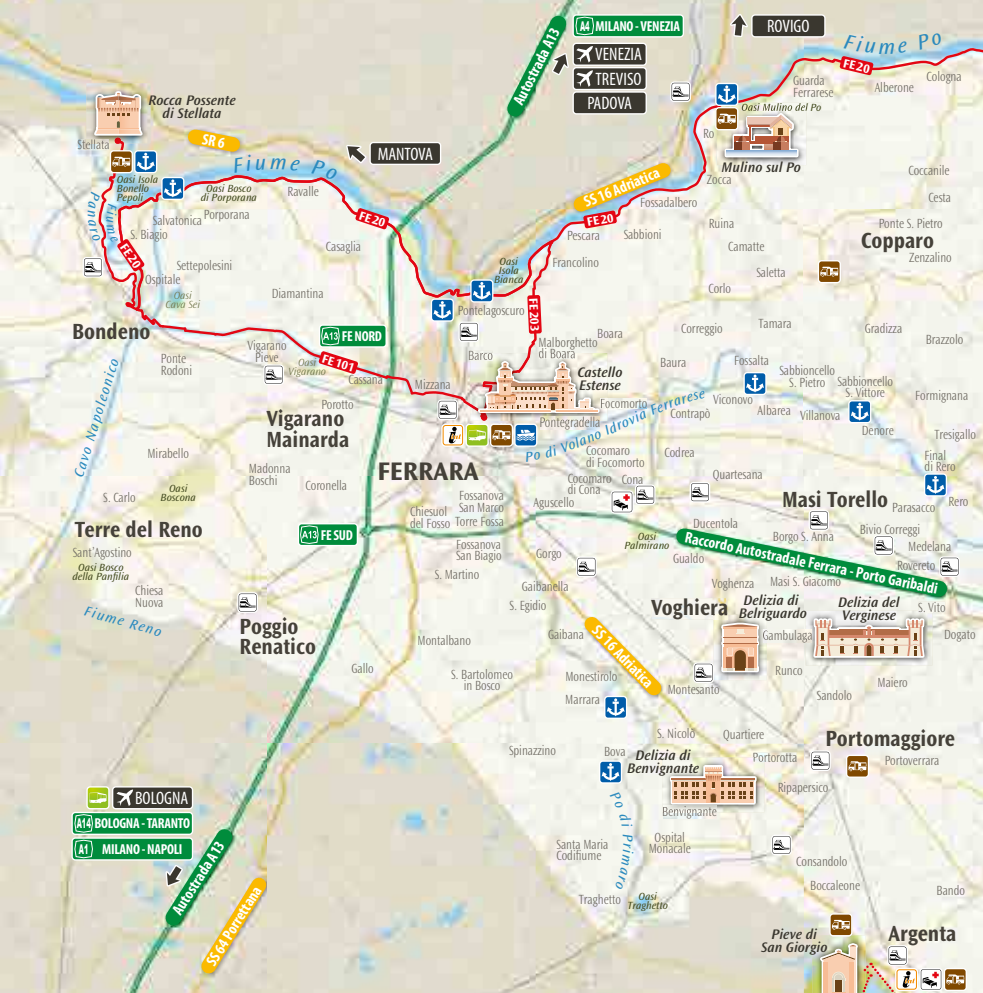 A4 MILANO - VENEZIA
VENEZIA
TREVISO
PADOVA
ROVIGO
Autostrada A13
Fiume Po
FE20
Guarda
Ferrarese
Alberone
Cologna
Rocca Possente
di Stellata
Stellata
SR 6
MANTOVA
Oasi Mulino del Po
Ro
Mulino sul Po
Fiume Po
Oasi Isola
Bonello
Pepoli
Oasi Bosco
di Porporana
Ravalle
SS 16 Adriatica
Zocca
Coccanile
Cesta
Fossadalbero
Panaro
Fiume
Salvatonica
Porporana
S. Biagio
FE20
FE20
FE20
Casaglia
Pescara
Sabbioni
Ruina
Ponte S. Pietro
Copparo
Zenzalino
Camatte
Settepolesini
Ospitale
Oasi
Cava Sei
Oasi
Isola
Bianca
Francolino
Saletta
Corlo
Diamantina
Pontelagoscuro
FE 203
Bondeno
A13 FE NORD
Boara
Correggio
Tamara
Gradizza
Brazzolo
Vigarano
Pieve
Oasi
Vigarano
FE101
Cassana
Barco
Malborghetto
di Boara
Ponte
Rodoni
Mizzana
Castello
Estense
Baura
Fossalta
Sabbioncello
S. Pietro
Sabbioncello
S. Vittore
Formignana
Cavo Napoleonico
Porotto
Vigarano
Mainarda
Focomorto
Contrapò
Viconovo
Albarea
Villanova
Denore
Tresigallo
Pontegradella
Po di Volano Idrovia Ferrarese
Mirabello
Madonna
Boschi
Coronella
FERRARA
Cocomaro
di Focomorto
Codrea
Final
di Rero
Rero
Cocomaro
di Cona
Cona
Quartesana
S. Carlo
Oasi
Boscona
Fossanova
San Marco
Aguscello
Masi Torello
Parasacco
Terre del Reno
A13 FE SUD
Chiesuol
del Fosso
Torre Fossa
Ducentola
Borgo S. Anna
Bivio Correggi
Medelana
Sant'Agostino
Oasi Bosco
della Panfilia
Fossanova
San Biagio
Gorgo
Oasi
Palmirano
Gualdo
Raccordo Autostradale Ferrara - Porto Garibaldi
Rovereto
S. Martino
Chiesa
Nuova
Gaibanella
S. Egidio
Voghenza
Masi S. Giacomo
S. Vito
Voghiera
Delizia di
Belriguardo
Delizia del
Verginese
Fiume Reno
Poggio
Renatico
Gaibana
SS 16 Adriatica
Gambulaga
Dogato
Montalbano
Gallo
S. Bartolomeo
in Bosco
Monestirolo
Montesanto
Runco
Maiero
Marrara
Sandolo
S. Nicolò
Quartiere
Portomaggiore
Spinazzino
Bova
Delizia di
Benvignante
Portorotta
Portoverrara
Ripapersico
Benvignante
BOLOGNA
A14 BOLOGNA - TARANTO
A1 MILANO - NAPOLI
Po di Primaro
Santa Maria
Codifiume
Ospital
Monacale
Consandolo
Autostrada A13
SS 64 Porrettana
Boccaleone
Bando
Traghetto
Oasi
Traghetto
Pieve di
San Giorgio
Argenta